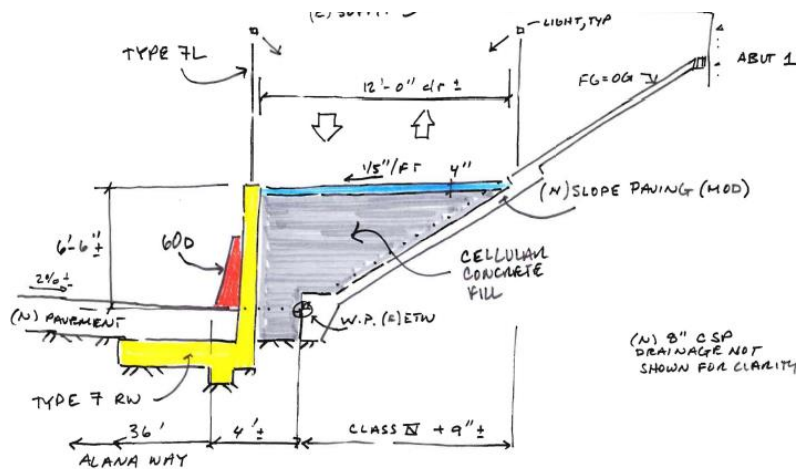 TYPE 7L
LIGHT, TYP
ABUT 1
FG=OG
12'-0" clr ±
1/5"/FT
4"
(N) SLOPE PAVING (MOD)
6'-6"±
60D
CELLULAR
CONCRETE
FILL
2%±
(N) PAVEMENT
W.P. (E) ETW
(N) 8" CSP
DRAINAGE NOT
SHOWN FOR CLARITY
TYPE 7 RW
36'
4'±
CLASS IV + 9"±
ALANA WAY